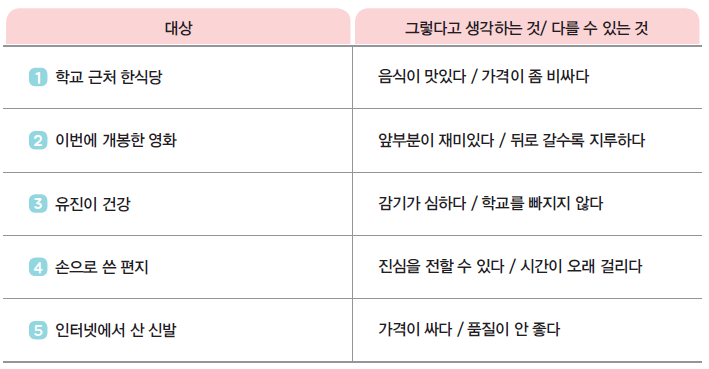 대상
그렇다고 생각하는 것/ 다를 수 있는 것
1 학교 근처 한식당
음식이 맛있다 / 가격이 좀 비싸다
2 이번에 개봉한 영화
앞부분이 재미있다 / 뒤로 갈수록 지루하다
3 유진이 건강
감기가 심하다 / 학교를 빠지지 않다
4 손으로 쓴 편지
진심을 전할 수 있다 / 시간이 오래 걸리다
5 인터넷에서 산 신발
가격이 싸다 / 품질이 안 좋다